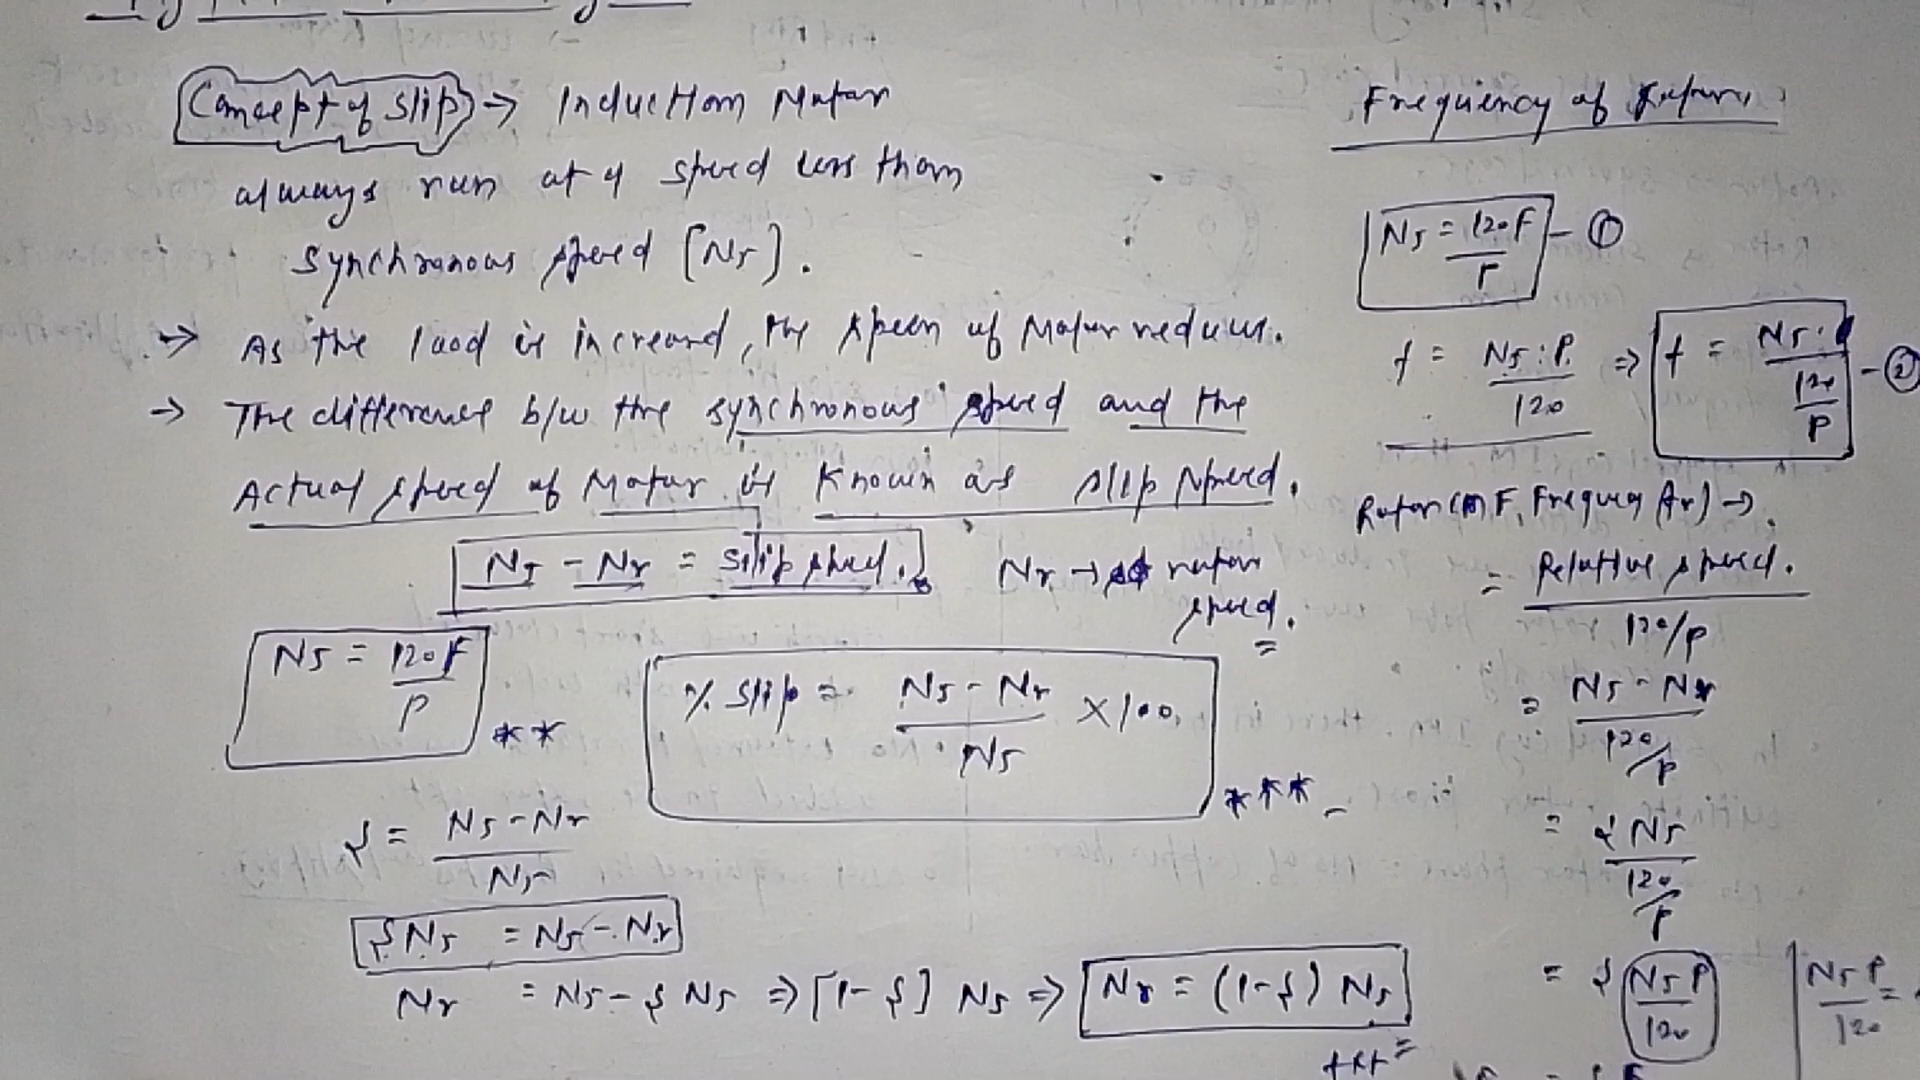 Concept of Slip → Induction Motor
always run at a speed less than
synchronous speed [Ns].
→ As the load is increased, the speed of Motor reduces.
→ The difference b/w the synchronous speed and the
Actual speed of Motor is known as slip speed.
Ns - Nr = Slip speed.
Nr → rotor
speed.
Ns = 120F/P
**
% Slip = (Ns - Nr)/Ns × 100
***
s = (Ns - Nr)/Ns
sNs = Ns - Nr
Nr = Ns - s Ns ⇒ [1 - s] Ns ⇒ Nr = (1 - s) Ns
***
Frequency of Rotor
Ns = 120F/P - ①
f = Ns.P/120 ⇒ f = Ns/(120/P) - ②
Rotor EMF, Frequency (fr) →
= Relative speed./(120/P)
= (Ns - Nr)/(120/P)
= sNs/(120/P)
= s NsP/120
NsP/120 =